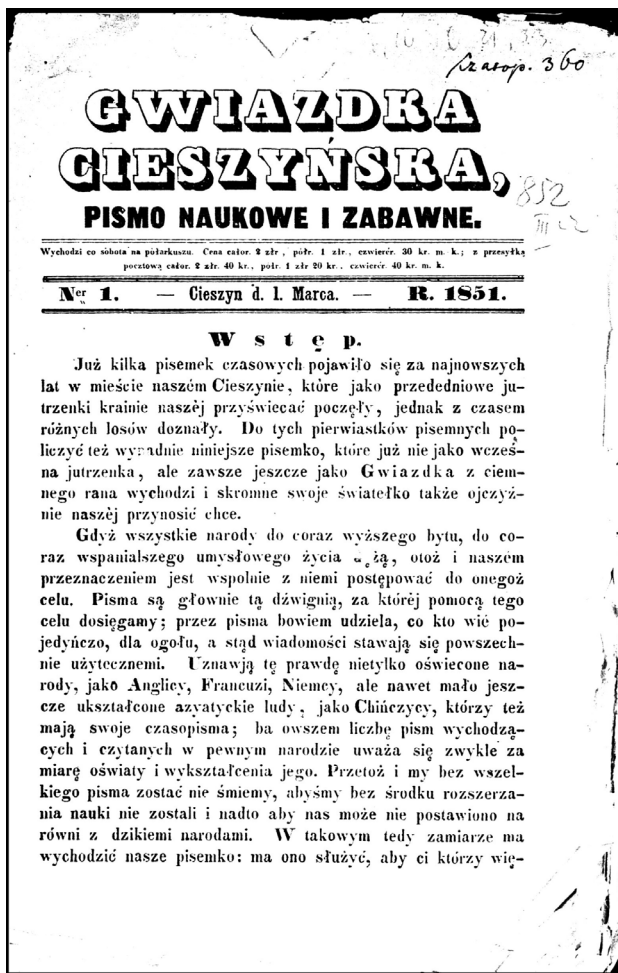 Czasop. 360
GWIAZDKA
CIESZYŃSKA,
852
III
PISMO NAUKOWE I ZABAWNE.
Wychodzi co sobota na półarkuszu. Cena całor. 2 złr, półr. 1 złr., czwierćr. 30 kr. m. k.; z przesyłką
pocztową całor. 2 złr. 40 kr., półr. 1 złr 20 kr., czwierćr. 40 kr. m. k.
Ner 1. — Cieszyn d. 1. Marca. — R. 1851.
Wstęp.
Już kilka pisemek czasowych pojawiło się za najnowszych
lat w mieście naszém Cieszynie, które jako przededniowe ju-
trzenki krainie naszéj przyświecać poczęły, jednak z czasem
różnych losów doznały. Do tych pierwiastków pisemnych po-
liczyć też wypadnie niniejsze pisemko, które już nie jako wcześ-
na jutrzenka, ale zawsze jeszcze jako Gwiazdka z ciem-
nego rana wychodzi i skromne swoje światełko także ojczyź-
nie naszéj przynosić chce.
Gdyż wszystkie narody do coraz wyższego bytu, do co-
raz wspanialszego umysłowego życia dążą, otoż i naszém
przeznaczeniem jest wspolnie z niemi postępować do onegoż
celu. Pisma są głownie tą dźwignią, za któréj pomocą tego
celu dosięgamy; przez pisma bowiem udziela, co kto wić po-
jedyńczo, dla ogołu, a stąd wiadomości stawają się powszech-
nie użytecznemi. Uznawją tę prawdę nietylko oświecone na-
rody, jako Anglicy, Francuzi, Niemcy, ale nawet mało jesz-
cze ukształcone azyatyckie ludy, jako Chińczycy, którzy też
mają swoje czasopisma; ba owszem liczbę pism wychodzą-
cych i czytanych w pewnym narodzie uważa się zwykle za
miarę oświaty i wykształcenia jego. Przetoż i my bez wszel-
kiego pisma zostać nie śmiemy, abyśmy bez środku rozszerza-
nia nauki nie zostali i nadto aby nas może nie postawiono na
równi z dzikiemi narodami. W takowym tedy zamiarze ma
wychodzić nasze pisemko: ma ono służyć, aby ci którzy wię-